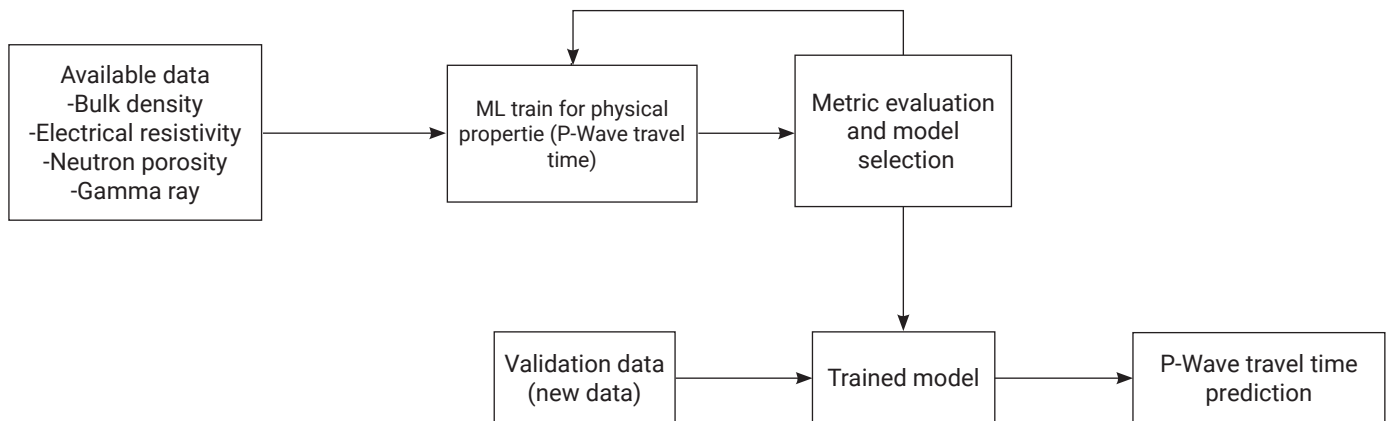 Available data
-Bulk density
-Electrical resistivity
-Neutron porosity
-Gamma ray
ML train for physical
propertie (P-Wave travel
time)
Metric evaluation
and model
selection
Validation data
(new data)
Trained model
P-Wave travel time
prediction